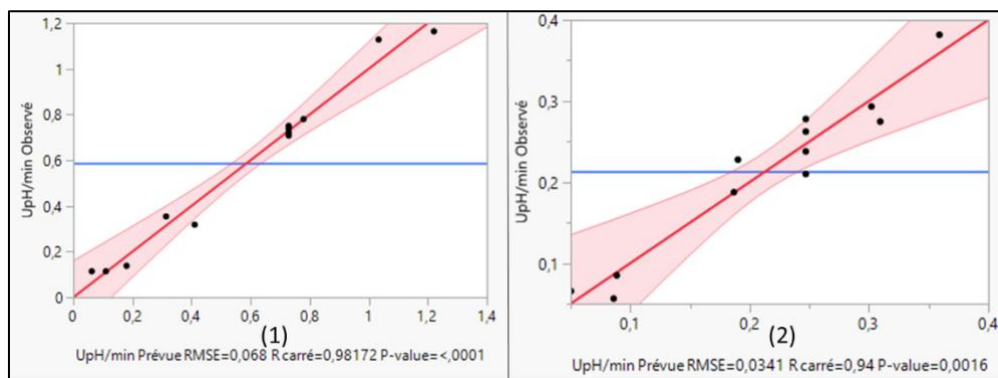 1,2
1
0,8
0,6
0,4
0,2
0
UpH/min Observé
0 0,2 0,4 0,6 0,8 1 1,2 1,4
(1)
UpH/min Prévue RMSE=0,068 R carré=0,98172 P-value=<,0001
0,4
0,3
0,2
0,1
UpH/min Observé
0,1 0,2 0,3 0,4
(2)
UpH/min Prévue RMSE=0,0341 R carré=0,94 P-value=0,0016